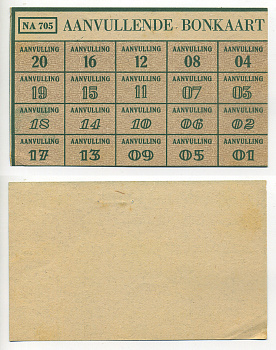 NA 705 AANVULLENDE BONKAART
AANVULLING AANVULLING AANVULLING AANVULLING AANVULLING
20 16 12 08 04
AANVULLING AANVULLING AANVULLING AANVULLING AANVULLING
19 15 11 07 03
AANVULLING AANVULLING AANVULLING AANVULLING AANVULLING
18 14 10 06 02
AANVULLING AANVULLING AANVULLING AANVULLING AANVULLING
17 13 09 05 01